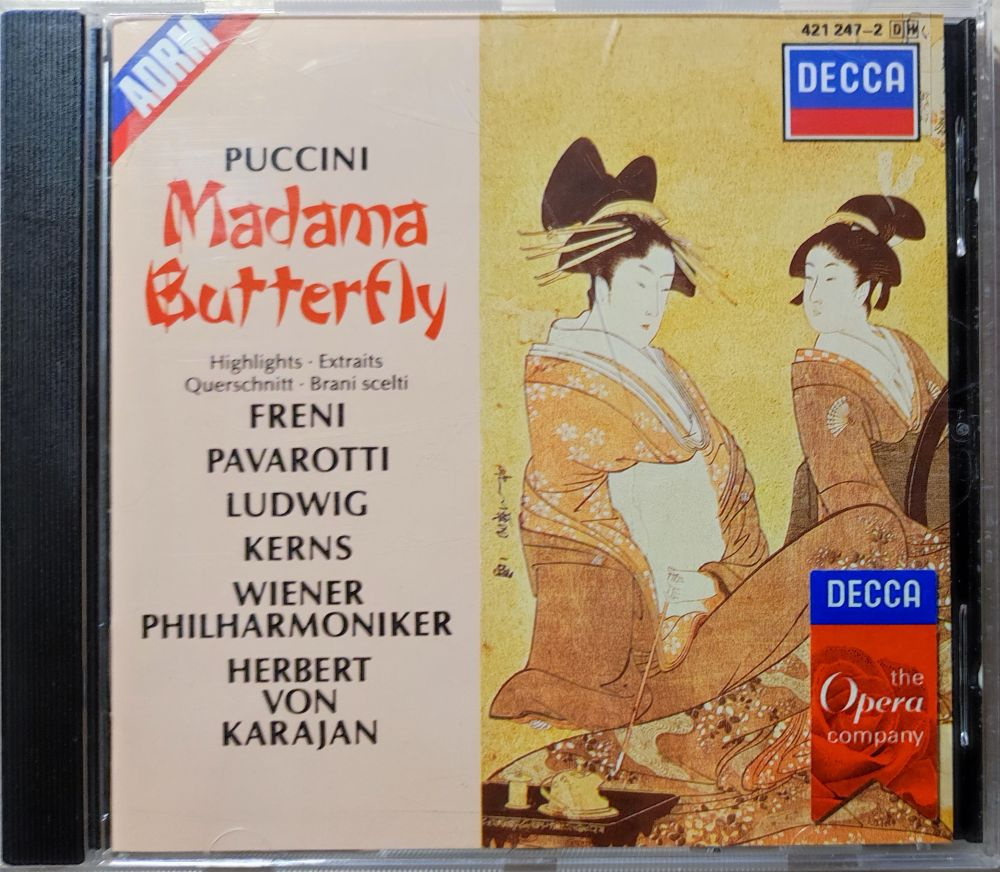 ADRM
421 247-2 DH
DECCA
PUCCINI
Madama
Butterfly
Highlights · Extraits
Querschnitt · Brani scelti
FRENI
PAVAROTTI
LUDWIG
KERNS
WIENER
PHILHARMONIKER
HERBERT
VON
KARAJAN
DECCA
the
Opera
company